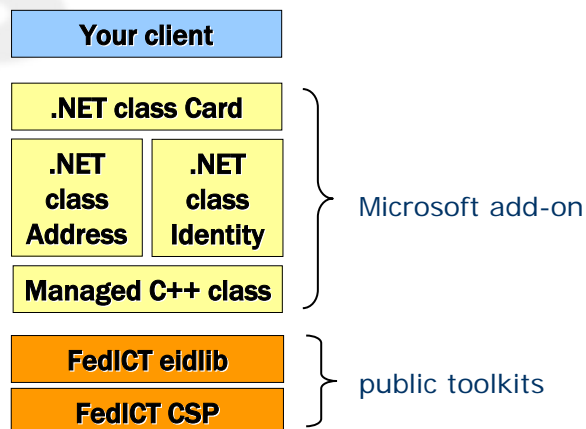 Your client
.NET class Card
.NET
class
Address
.NET
class
Identity
Managed C++ class
Microsoft add-on
FedICT eidlib
FedICT CSP
public toolkits